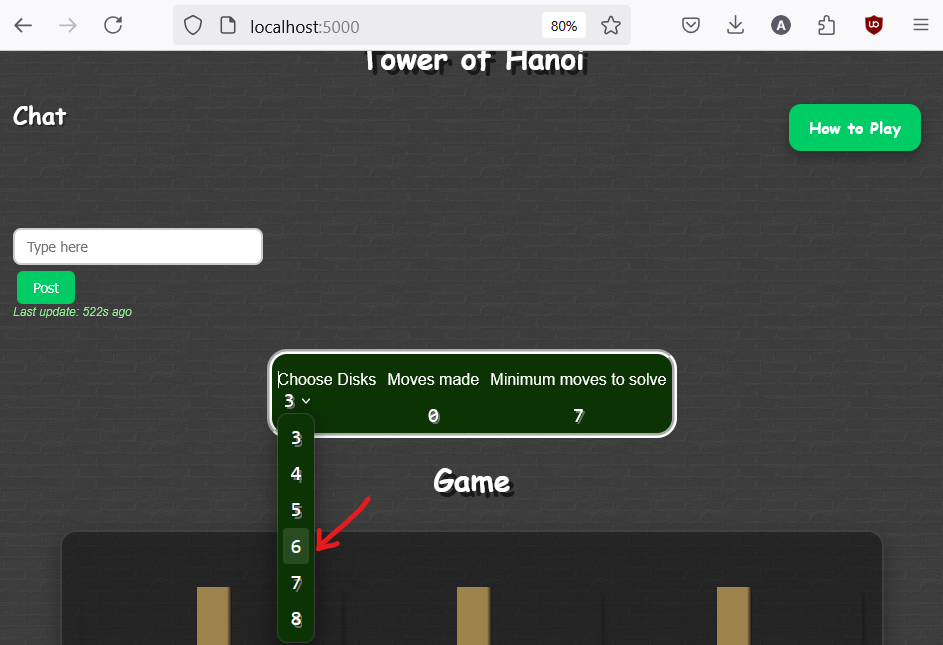 localhost:5000
80%
A
Tower of Hanoi
Chat
How to Play
Type here
Post
Last update: 522s ago
Choose Disks Moves made Minimum moves to solve
3
0 7
3
4
5
6
7
8
Game